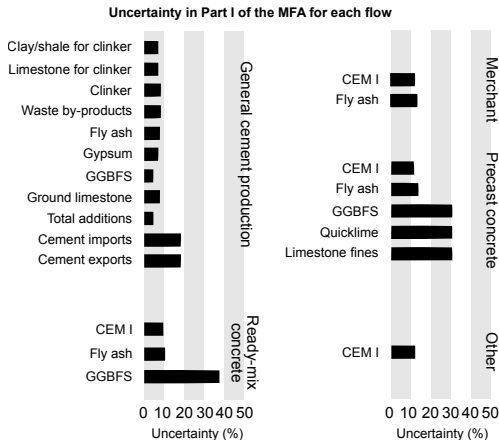 Uncertainty in Part I of the MFA for each flow
Clay/shale for clinker
Limestone for clinker
Clinker
Waste by-products
Fly ash
Gypsum
GGBFS
Ground limestone
Total additions
Cement imports
Cement exports
General cement production
CEM I
Fly ash
GGBFS
Ready-mix
concrete
0 10 20 30 40 50
Uncertainty (%)
CEM I
Fly ash
Merchant
CEM I
Fly ash
GGBFS
Quicklime
Limestone fines
Precast concrete
CEM I
Other
0 10 20 30 40 50
Uncertainty (%)